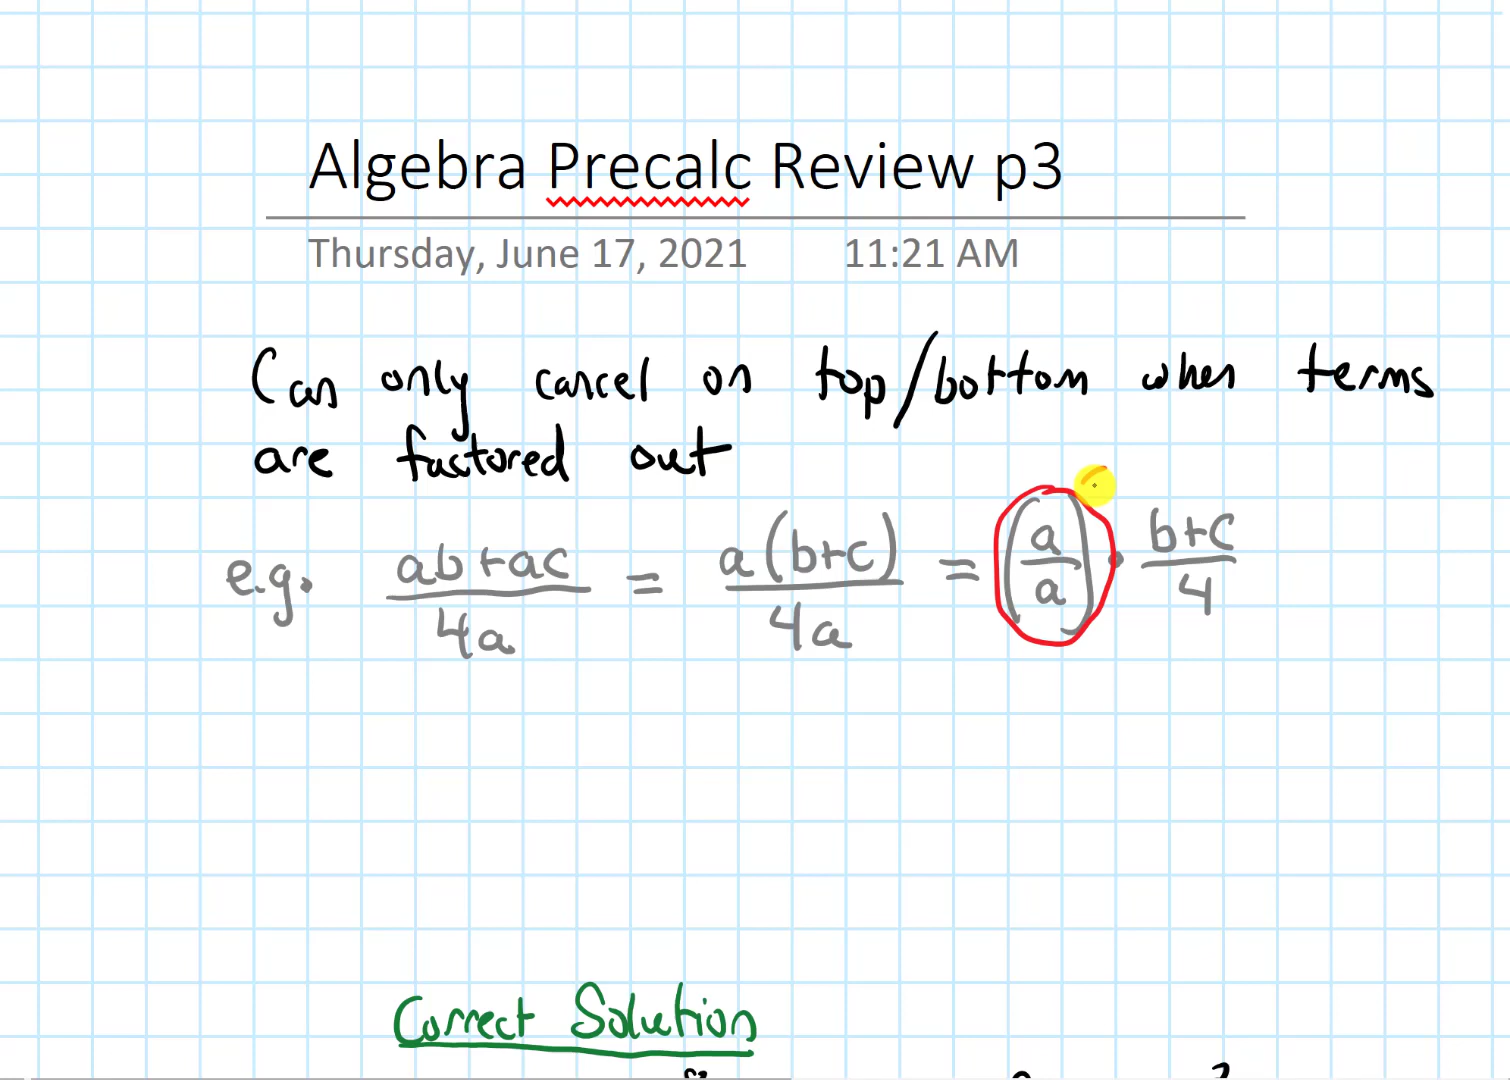 Algebra Precalc Review p3
Thursday, June 17, 2021 11:21 AM
Can only cancel on top/bottom when terms
are factored out
e.g. (ab+ac)/(4a) = (a(b+c))/(4a) = (a/a) · (b+c)/4
Correct Solution